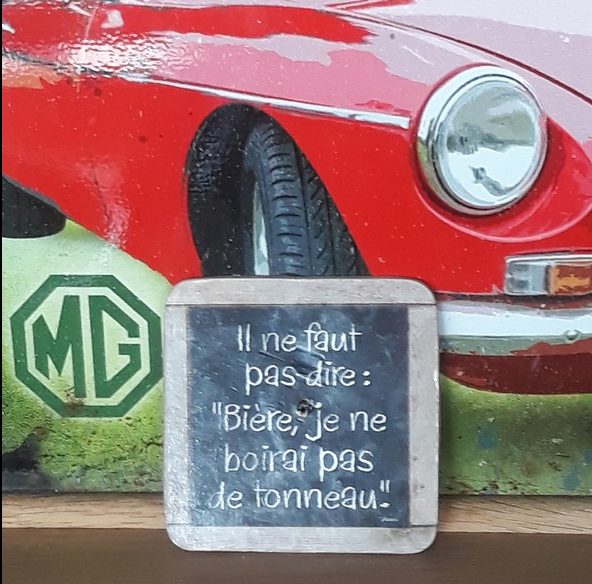 MG
Il ne faut
pas dire :
"Bière, je ne
boirai pas
de tonneau".